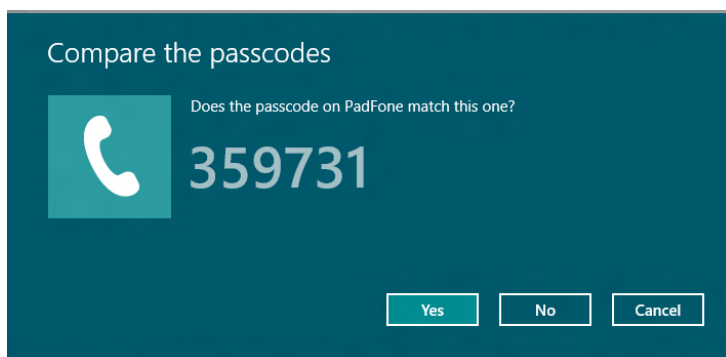 Compare the passcodes
Does the passcode on PadFone match this one?
359731
Yes No Cancel